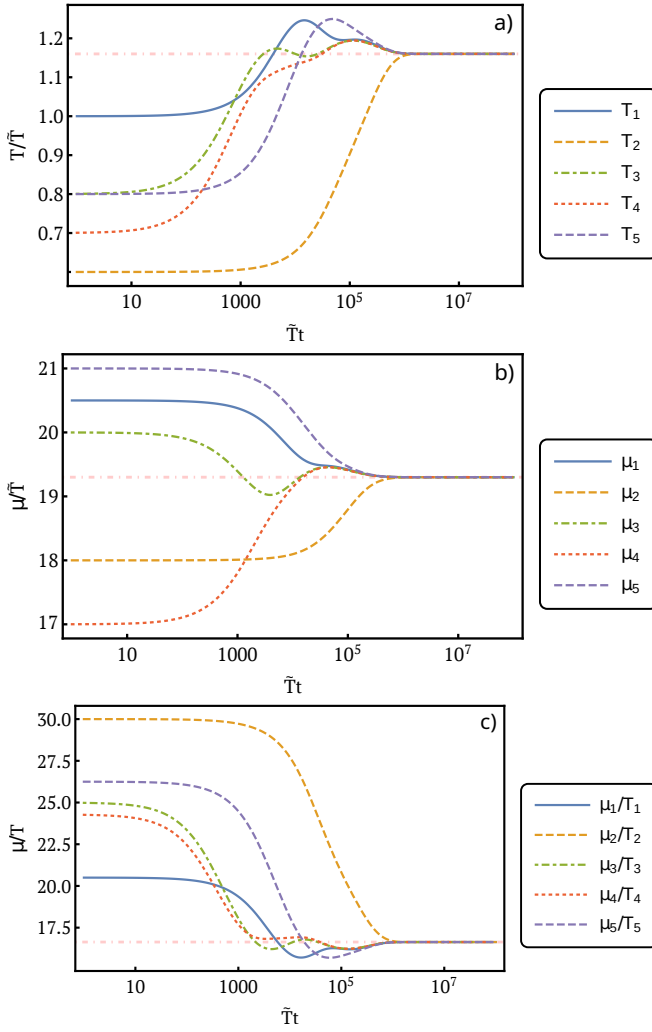 a)
1.2
1.1
1.0
0.9
0.8
0.7
T/T̃
10 1000 10⁵ 10⁷
T̃t
T₁
T₂
T₃
T₄
T₅
b)
21
20
19
18
17
μ/T̃
10 1000 10⁵ 10⁷
T̃t
μ₁
μ₂
μ₃
μ₄
μ₅
c)
30.0
27.5
25.0
22.5
20.0
17.5
μ/T
10 1000 10⁵ 10⁷
T̃t
μ₁/T₁
μ₂/T₂
μ₃/T₃
μ₄/T₄
μ₅/T₅